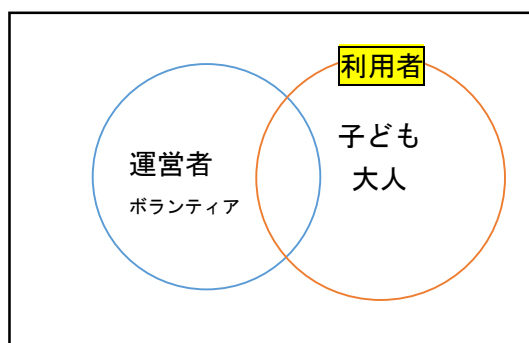 利用者
子ども
大人
運営者
ボランティア